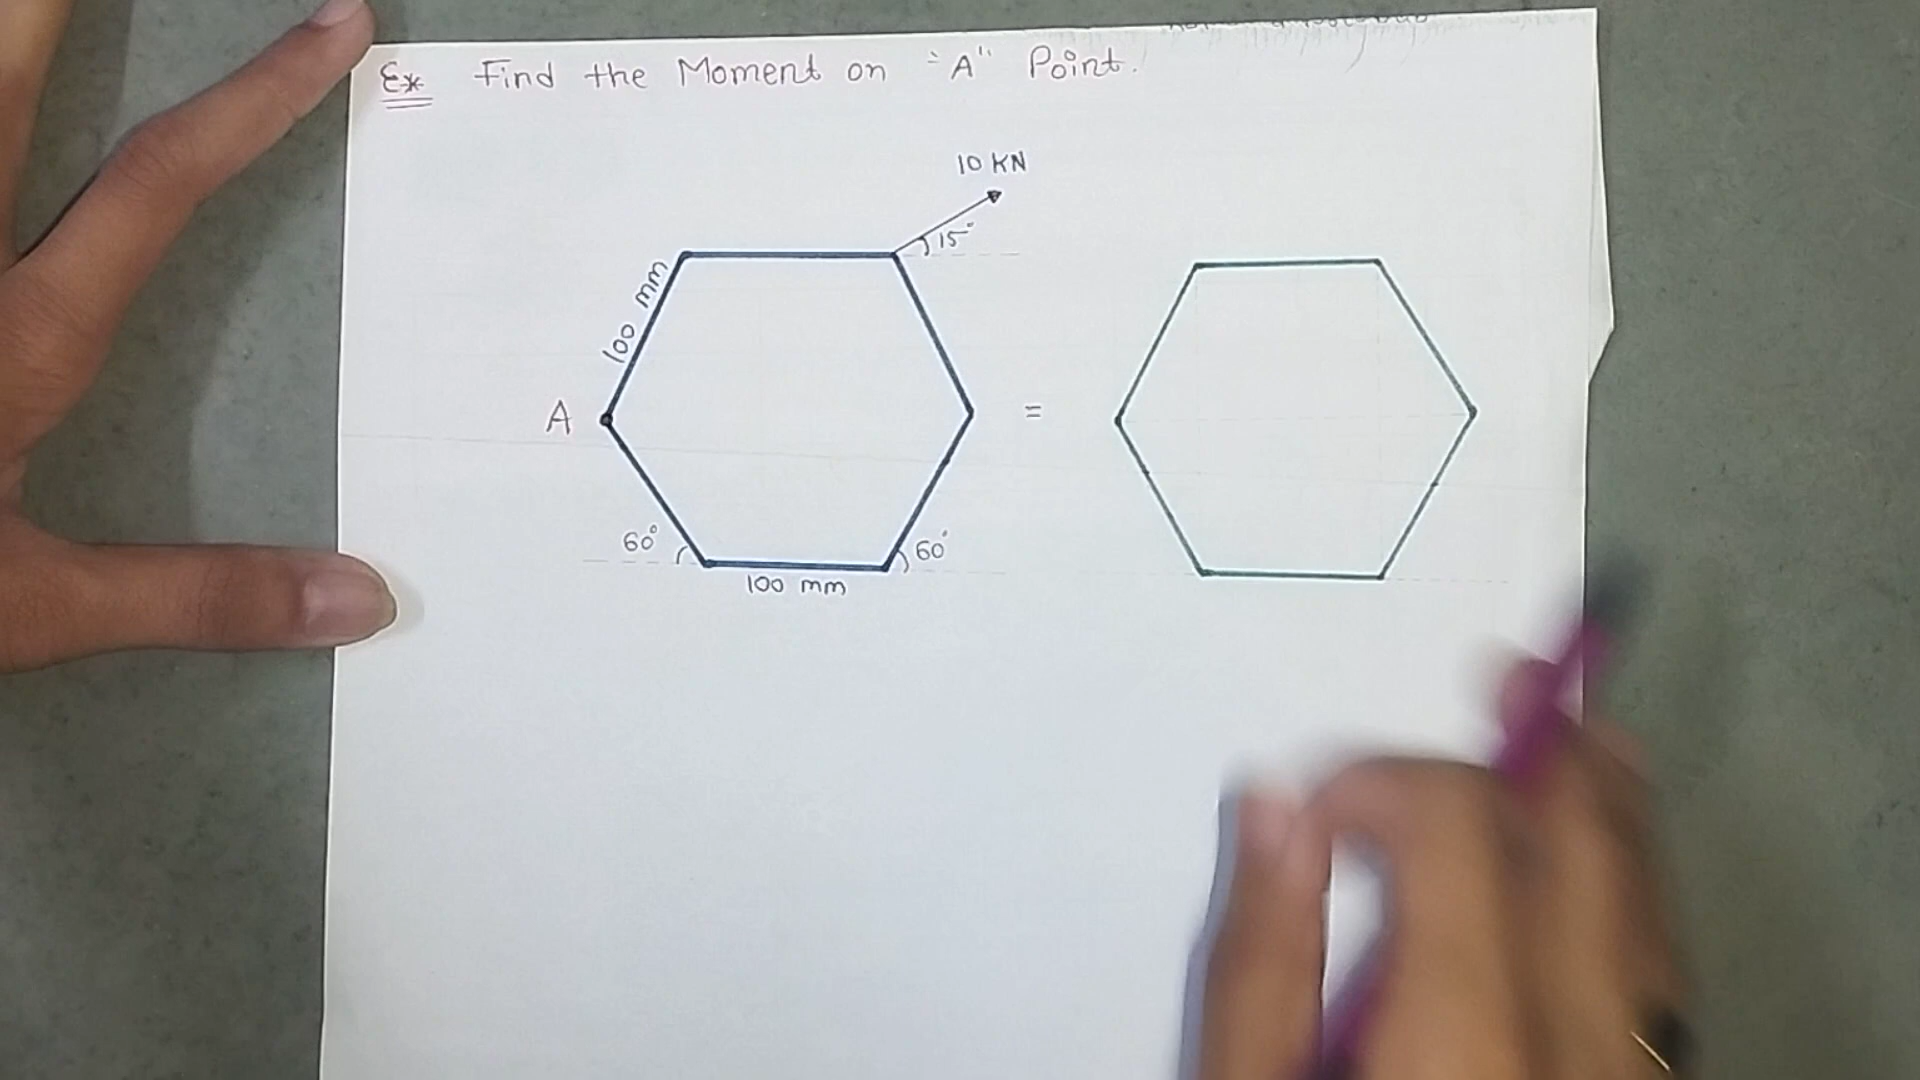 Ex Find the Moment on "A" Point.
10 KN
15°
100 mm
A
=
60°
60°
100 mm